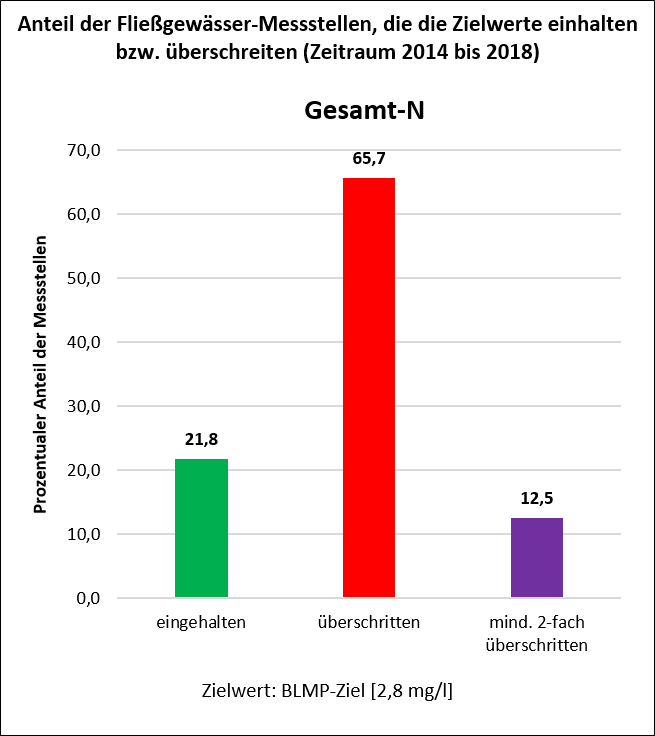 Anteil der Fließgewässer-Messstellen, die die Zielwerte einhalten
bzw. überschreiten (Zeitraum 2014 bis 2018)
Gesamt-N
Prozentualer Anteil der Messstellen
70,0
60,0
50,0
40,0
30,0
20,0
10,0
0,0
21,8
65,7
12,5
eingehalten
überschritten
mind. 2-fach
überschritten
Zielwert: BLMP-Ziel [2,8 mg/l]